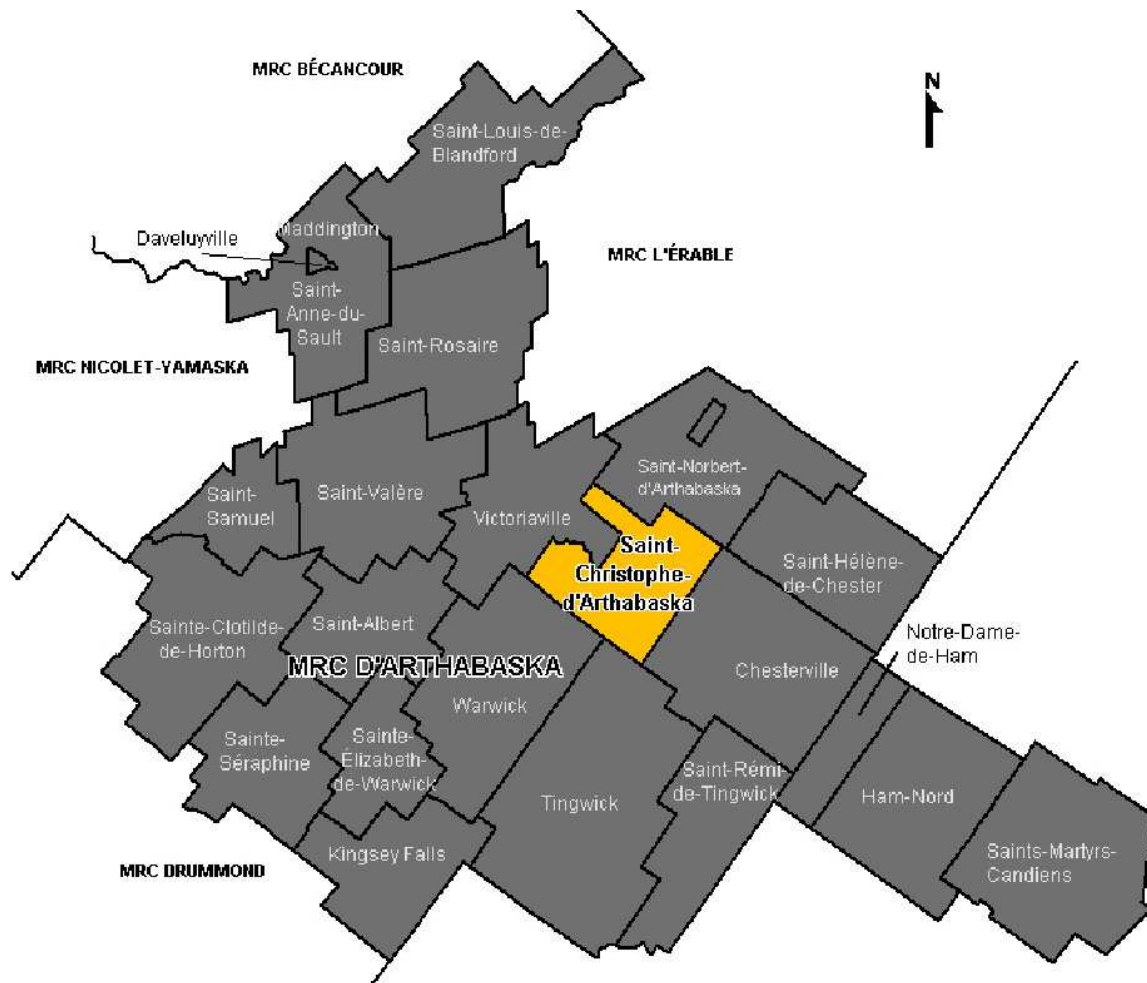 MRC BÉCANCOUR
N
Saint-Louis-de-
Blandford
Maddington
Daveluyville
MRC L'ÉRABLE
Saint-
Anne-du-
Sault
Saint-Rosaire
MRC NICOLET-YAMASKA
Saint-Norbert-
d'Arthabaska
Saint-
Samuel
Saint-Valère
Victoriaville
Saint-
Christophe-
d'Arthabaska
Saint-Hélène-
de-Chester
Sainte-Clotilde-
de-Horton
Saint-Albert
Notre-Dame-
de-Ham
MRC D'ARTHABASKA
Chesterville
Warwick
Sainte-
Séraphine
Sainte-
Élizabeth-
de-Warwick
Saint-Rémi-
de-Tingwick
Tingwick
Ham-Nord
Kingsey Falls
MRC DRUMMOND
Saints-Martyrs-
Candiens